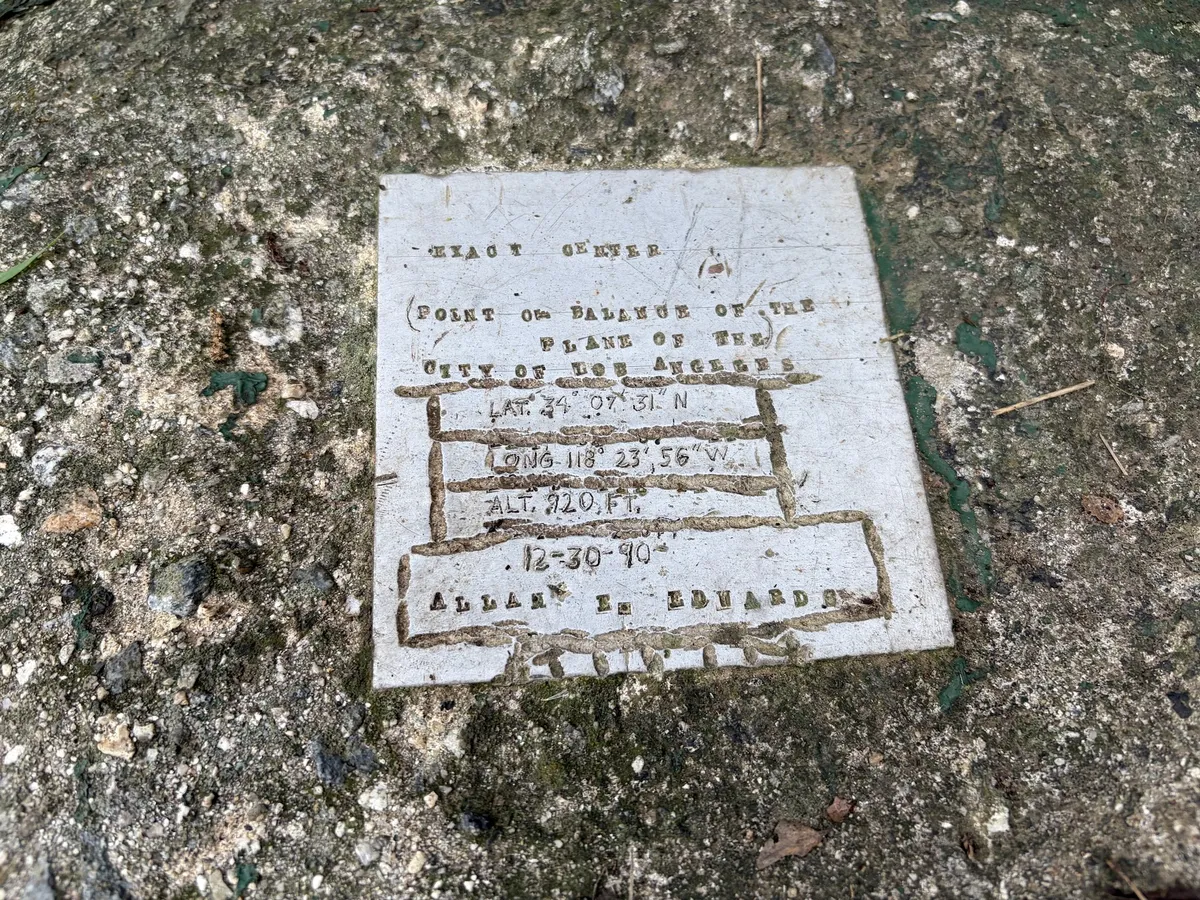 EXACT CENTER
(POINT OF BALANCE OF THE
PLANE OF THE)
CITY OF LOS ANGELES
LAT. 34° 07' 31" N
LONG 118° 23' 56" W
ALT. 920 FT.
12-30-90
ALLAN E. EDWARDS